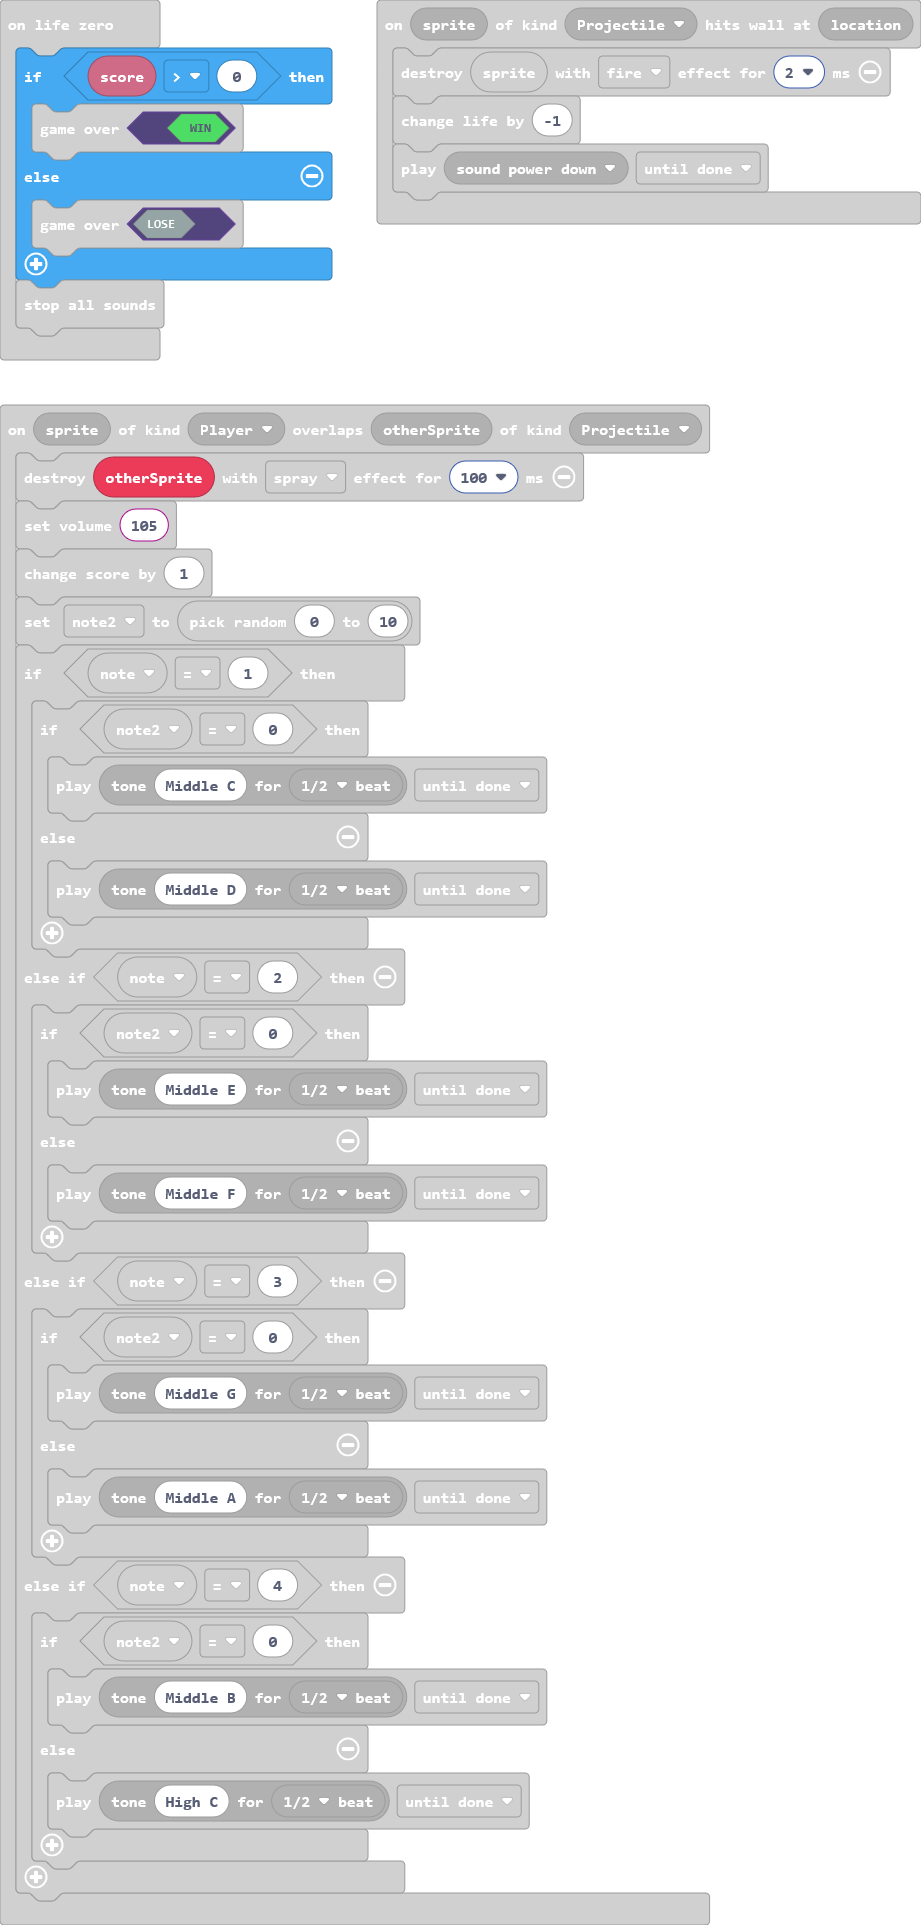 on life zero
if score > 0 then
game over WIN
else
game over LOSE
stop all sounds
on sprite of kind Projectile hits wall at location
destroy sprite with fire effect for 2 ms
change life by -1
play sound power down until done
on sprite of kind Player overlaps otherSprite of kind Projectile
destroy otherSprite with spray effect for 100 ms
set volume 105
change score by 1
set note2 to pick random 0 to 10
if note = 1 then
if note2 = 0 then
play tone Middle C for 1/2 beat until done
else
play tone Middle D for 1/2 beat until done
else if note = 2 then
if note2 = 0 then
play tone Middle E for 1/2 beat until done
else
play tone Middle F for 1/2 beat until done
else if note = 3 then
if note2 = 0 then
play tone Middle G for 1/2 beat until done
else
play tone Middle A for 1/2 beat until done
else if note = 4 then
if note2 = 0 then
play tone Middle B for 1/2 beat until done
else
play tone High C for 1/2 beat until done